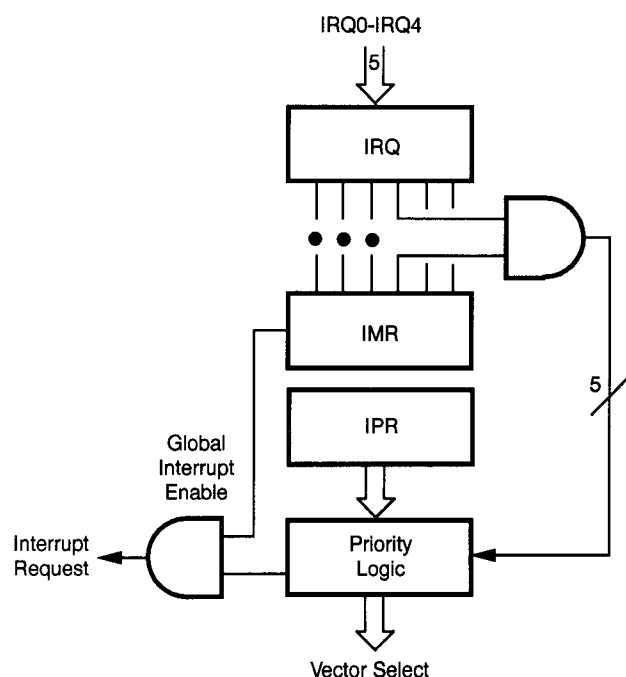 IRQ0-IRQ4
5
IRQ
IMR
5
IPR
Global
Interrupt
Enable
Interrupt
Request
Priority
Logic
Vector Select